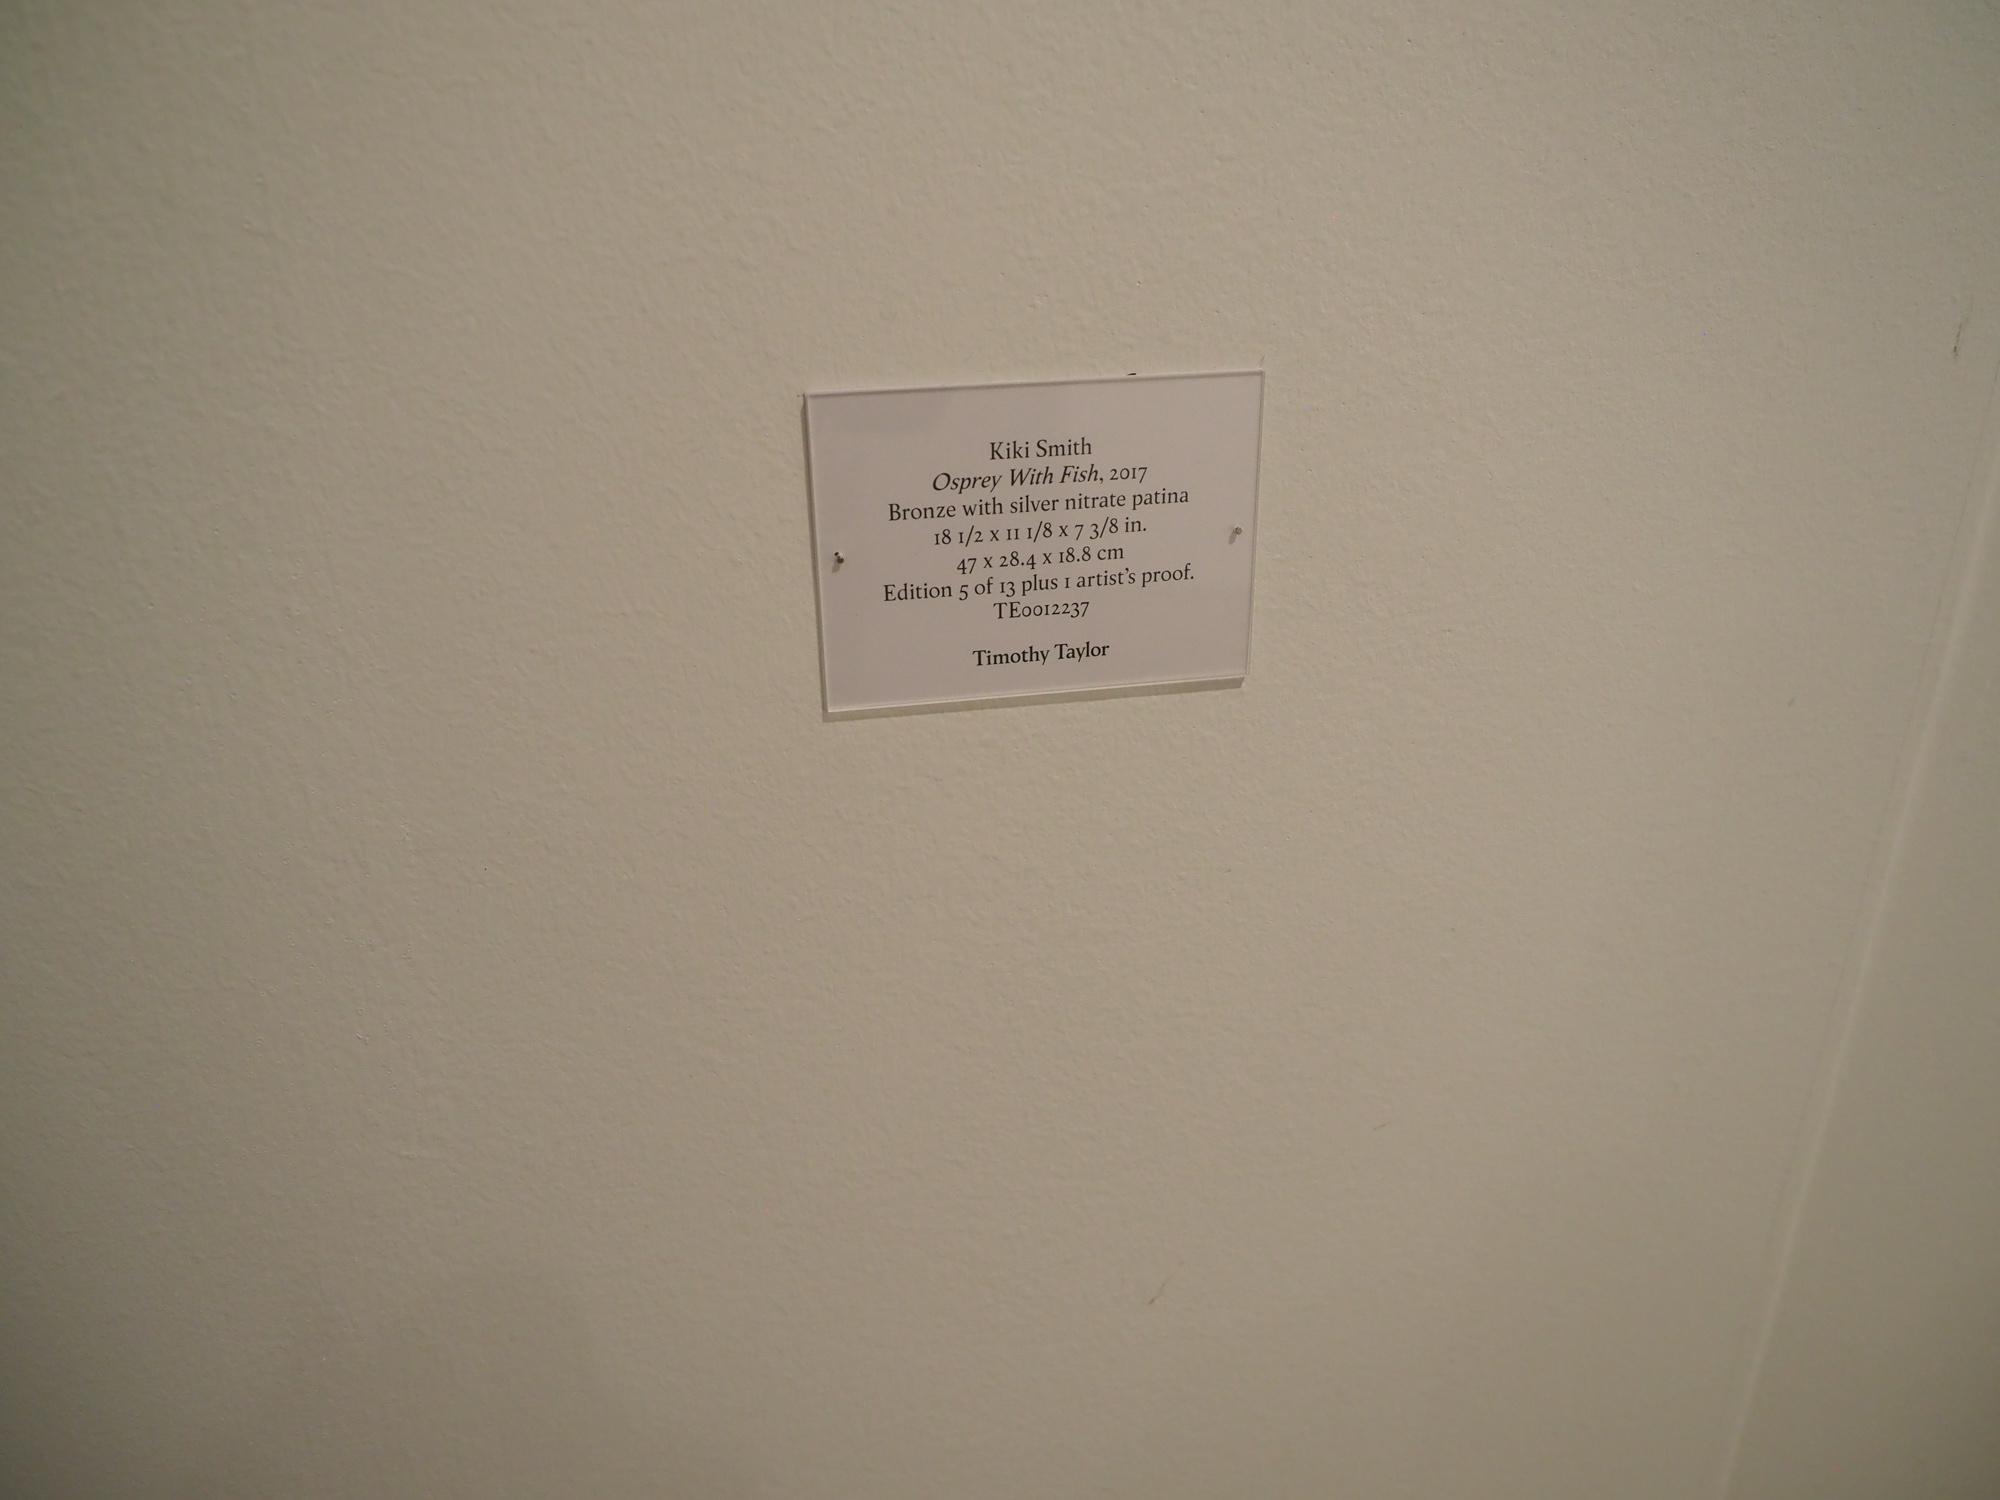 Kiki Smith
Osprey With Fish, 2017
Bronze with silver nitrate patina
18 1/2 x 11 1/8 x 7 3/8 in.
47 x 28.4 x 18.8 cm
Edition 5 of 13 plus 1 artist's proof.
TE0012237
Timothy Taylor